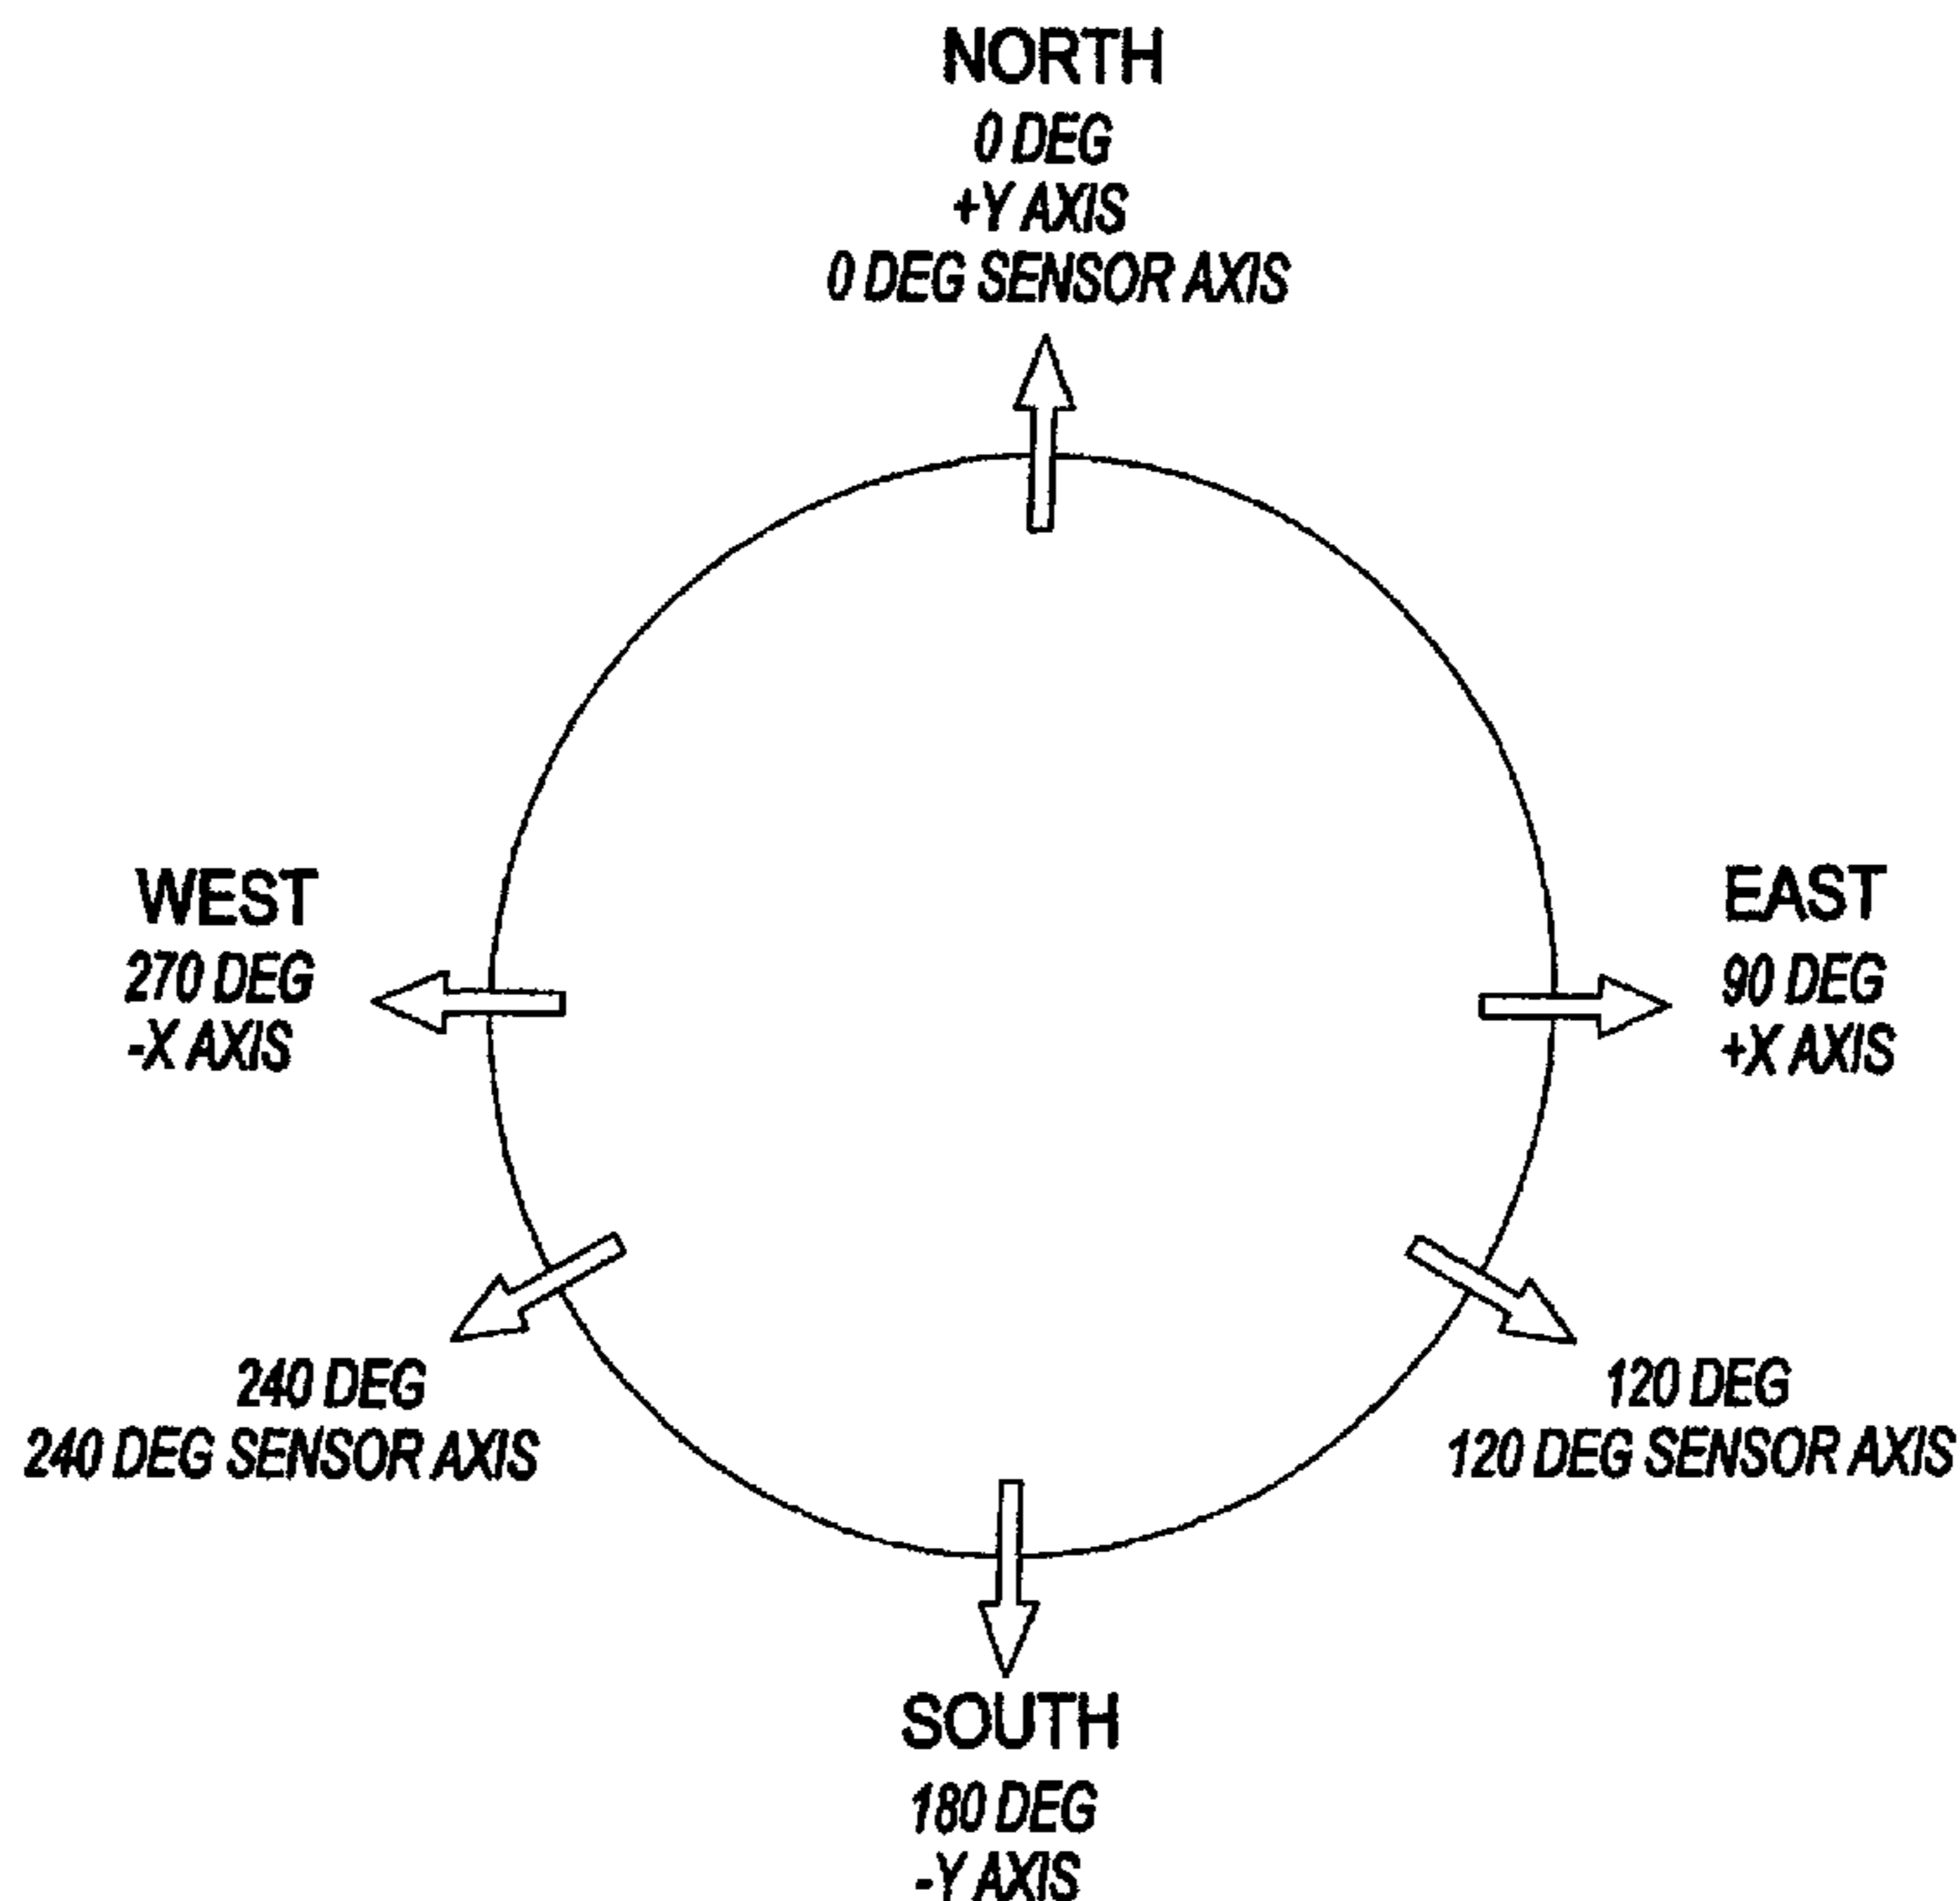 NORTH
0 DEG
+Y AXIS
0 DEG SENSOR AXIS
WEST
270 DEG
-X AXIS
EAST
90 DEG
+X AXIS
240 DEG
240 DEG SENSOR AXIS
120 DEG
120 DEG SENSOR AXIS
SOUTH
180 DEG
-Y AXIS